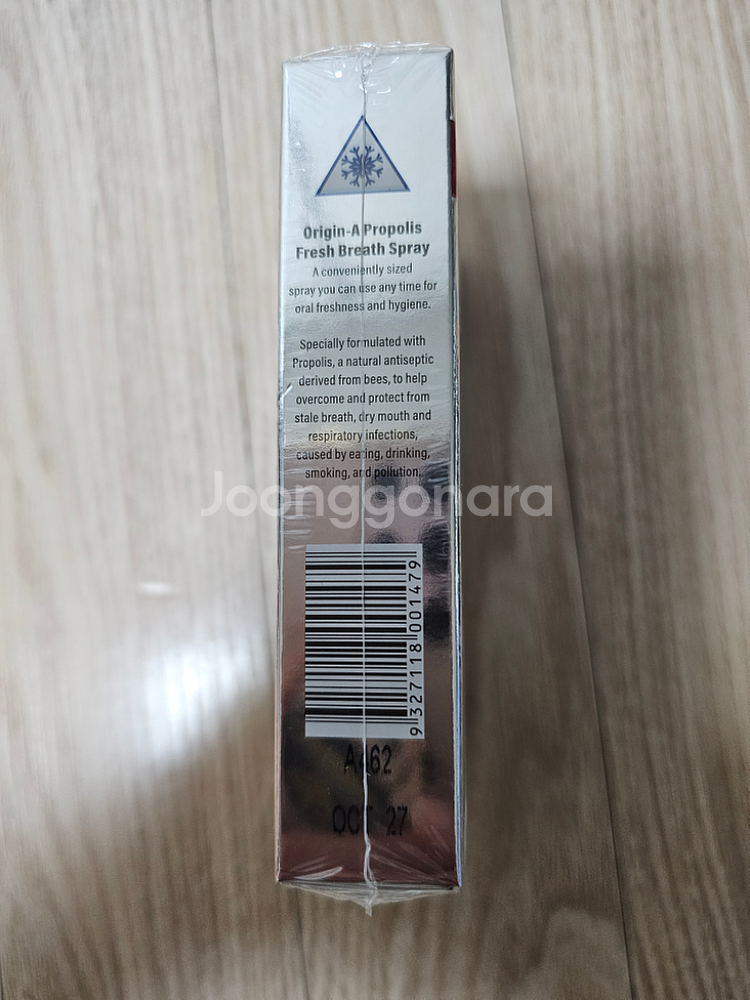 Origin-A Propolis
Fresh Breath Spray
A conveniently sized
spray you can use any time for
oral freshness and hygiene.
Specially formulated with
Propolis, a natural antiseptic
derived from bees, to help
overcome and protect from
stale breath, dry mouth and
respiratory infections,
caused by eating, drinking,
smoking, and pollution.
Joonggonara
9 327118 001479
A462
OCT 27